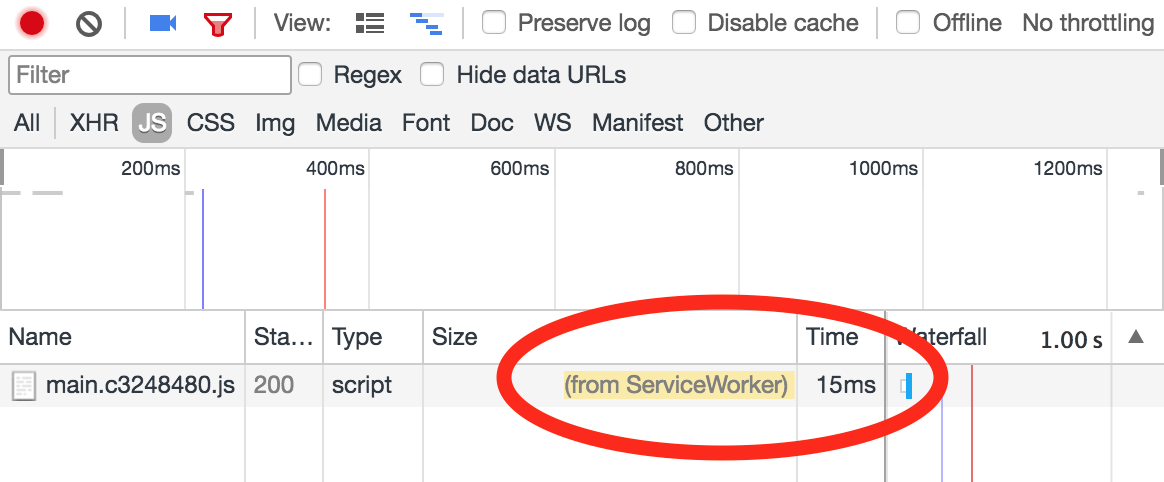 View: Preserve log Disable cache Offline No throttling
Filter Regex Hide data URLs
All XHR JS CSS Img Media Font Doc WS Manifest Other
200ms 400ms 600ms 800ms 1000ms 1200ms
Name Sta... Type Size Time Waterfall 1.00 s
main.c3248480.js 200 script (from ServiceWorker) 15ms